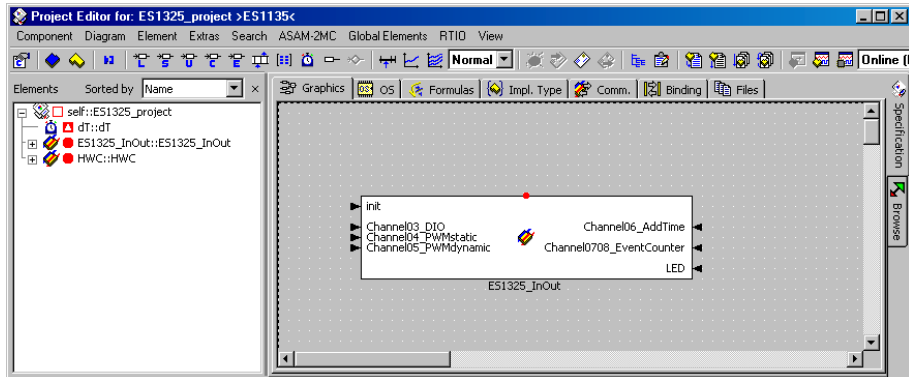 Project Editor for: ES1325_project >ES1135<
Component Diagram Element Extras Search ASAM-2MC Global Elements RTIO View
Normal
Online (
Elements Sorted by Name ×
Graphics OS Formulas Impl. Type Comm. Binding Files
self::ES1325_project
dT::dT
ES1325_InOut::ES1325_InOut
HWC::HWC
init
Channel03_DIO Channel06_AddTime
Channel04_PWMstatic
Channel05_PWMdynamic Channel0708_EventCounter
LED
ES1325_InOut
Specification
Browse